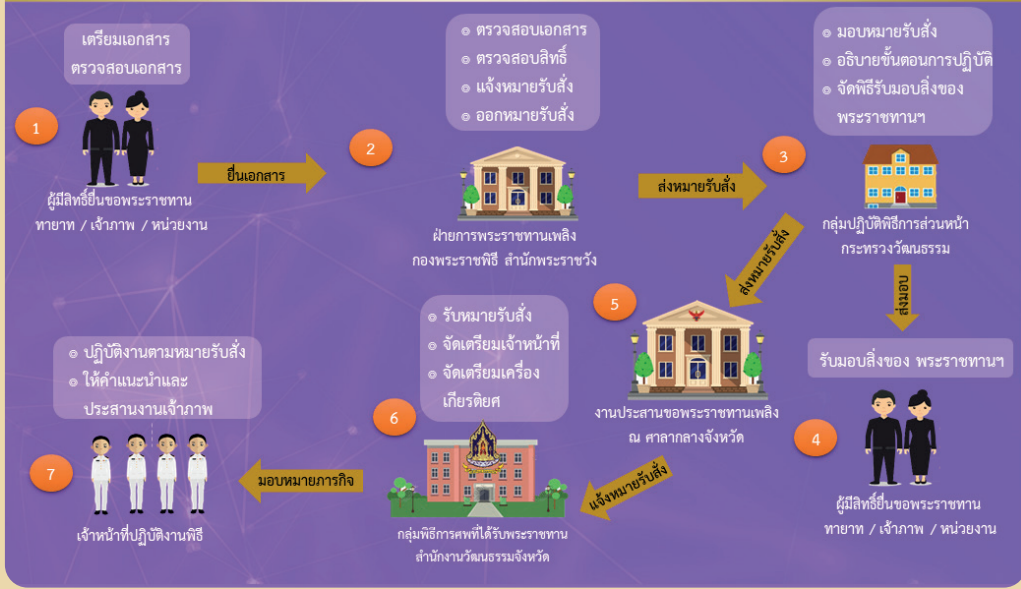 เตรียมเอกสาร
ตรวจสอบเอกสาร
1
ผู้มีสิทธิ์ยื่นขอพระราชทาน
ทายาท / เจ้าภาพ / หน่วยงาน
ยื่นเอกสาร
๏ ตรวจสอบเอกสาร
๏ ตรวจสอบสิทธิ์
๏ แจ้งหมายรับสั่ง
๏ ออกหมายรับสั่ง
2
ฝ่ายการพระราชทานเพลิง
กองพระราชพิธี สำนักพระราชวัง
ส่งหมายรับสั่ง
๏ มอบหมายรับสั่ง
๏ อธิบายขั้นตอนการปฏิบัติ
๏ จัดพิธีรับมอบสิ่งของ
พระราชทานฯ
3
กลุ่มปฏิบัติพิธีการส่วนหน้า
กระทรวงวัฒนธรรม
ส่งมอบ
รับมอบสิ่งของ พระราชทานฯ
4
ผู้มีสิทธิ์ยื่นขอพระราชทาน
ทายาท / เจ้าภาพ / หน่วยงาน
ส่งหมายรับสั่ง
5
งานประสานขอพระราชทานเพลิง
ณ ศาลากลางจังหวัด
แจ้งหมายรับสั่ง
๏ รับหมายรับสั่ง
๏ จัดเตรียมเจ้าหน้าที่
๏ จัดเตรียมเครื่อง
เกียรติยศ
6
กลุ่มพิธีการศพที่ได้รับพระราชทาน
สำนักงานวัฒนธรรมจังหวัด
มอบหมายภารกิจ
๏ ปฏิบัติงานตามหมายรับสั่ง
๏ ให้คำแนะนำและ
ประสานงานเจ้าภาพ
7
เจ้าหน้าที่ปฏิบัติงานพิธี